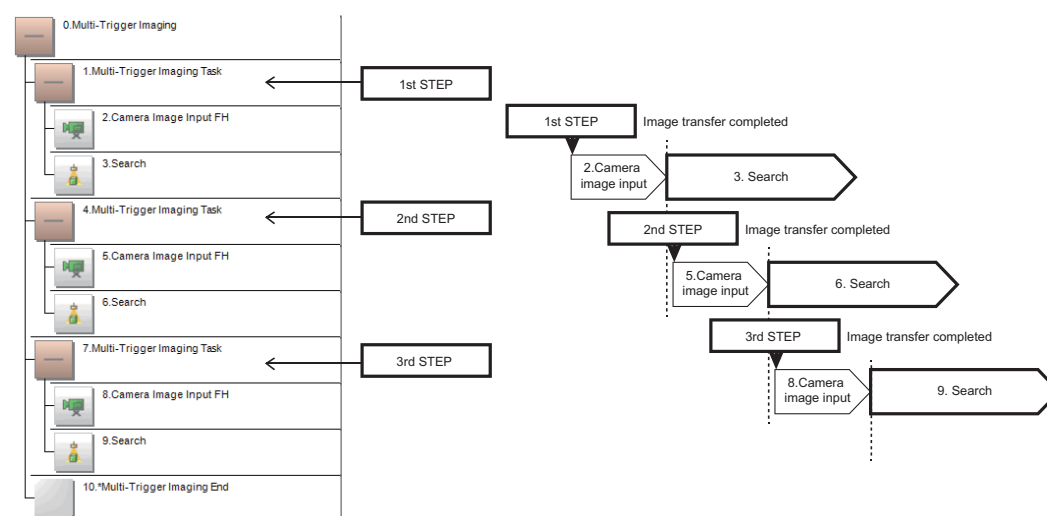 0.Multi-Trigger Imaging
1.Multi-Trigger Imaging Task
1st STEP
2.Camera Image Input FH
3.Search
4.Multi-Trigger Imaging Task
2nd STEP
5.Camera Image Input FH
6.Search
7.Multi-Trigger Imaging Task
3rd STEP
8.Camera Image Input FH
9.Search
10.*Multi-Trigger Imaging End
1st STEP
Image transfer completed
2.Camera
image input
3. Search
2nd STEP
Image transfer completed
5.Camera
image input
6. Search
3rd STEP
Image transfer completed
8.Camera
image input
9. Search